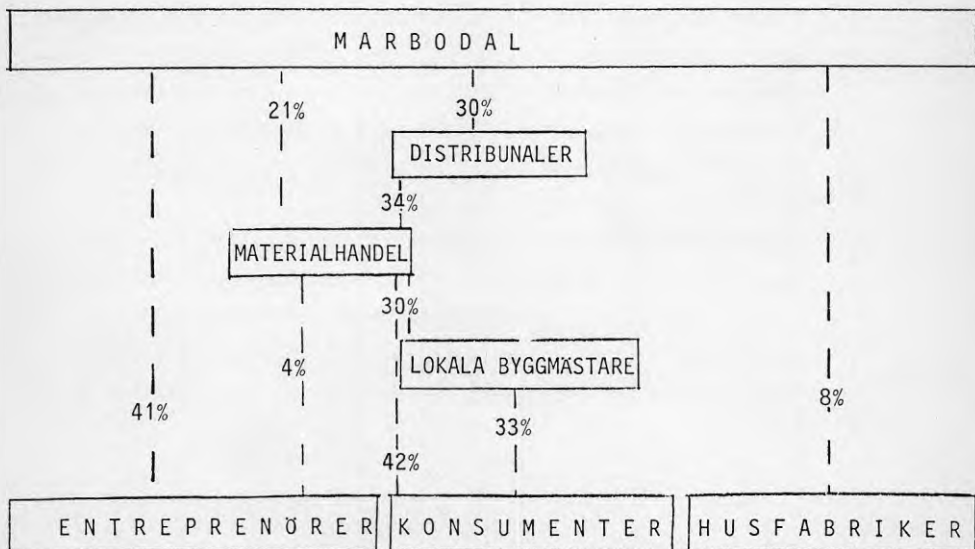 MARBODAL
21% 30%
DISTRIBUNALER
34%
MATERIALHANDEL
30%
LOKALA BYGGMÄSTARE
4%
41% 8%
33%
42%
ENTREPRENÖRER KONSUMENTER HUSFABRIKER